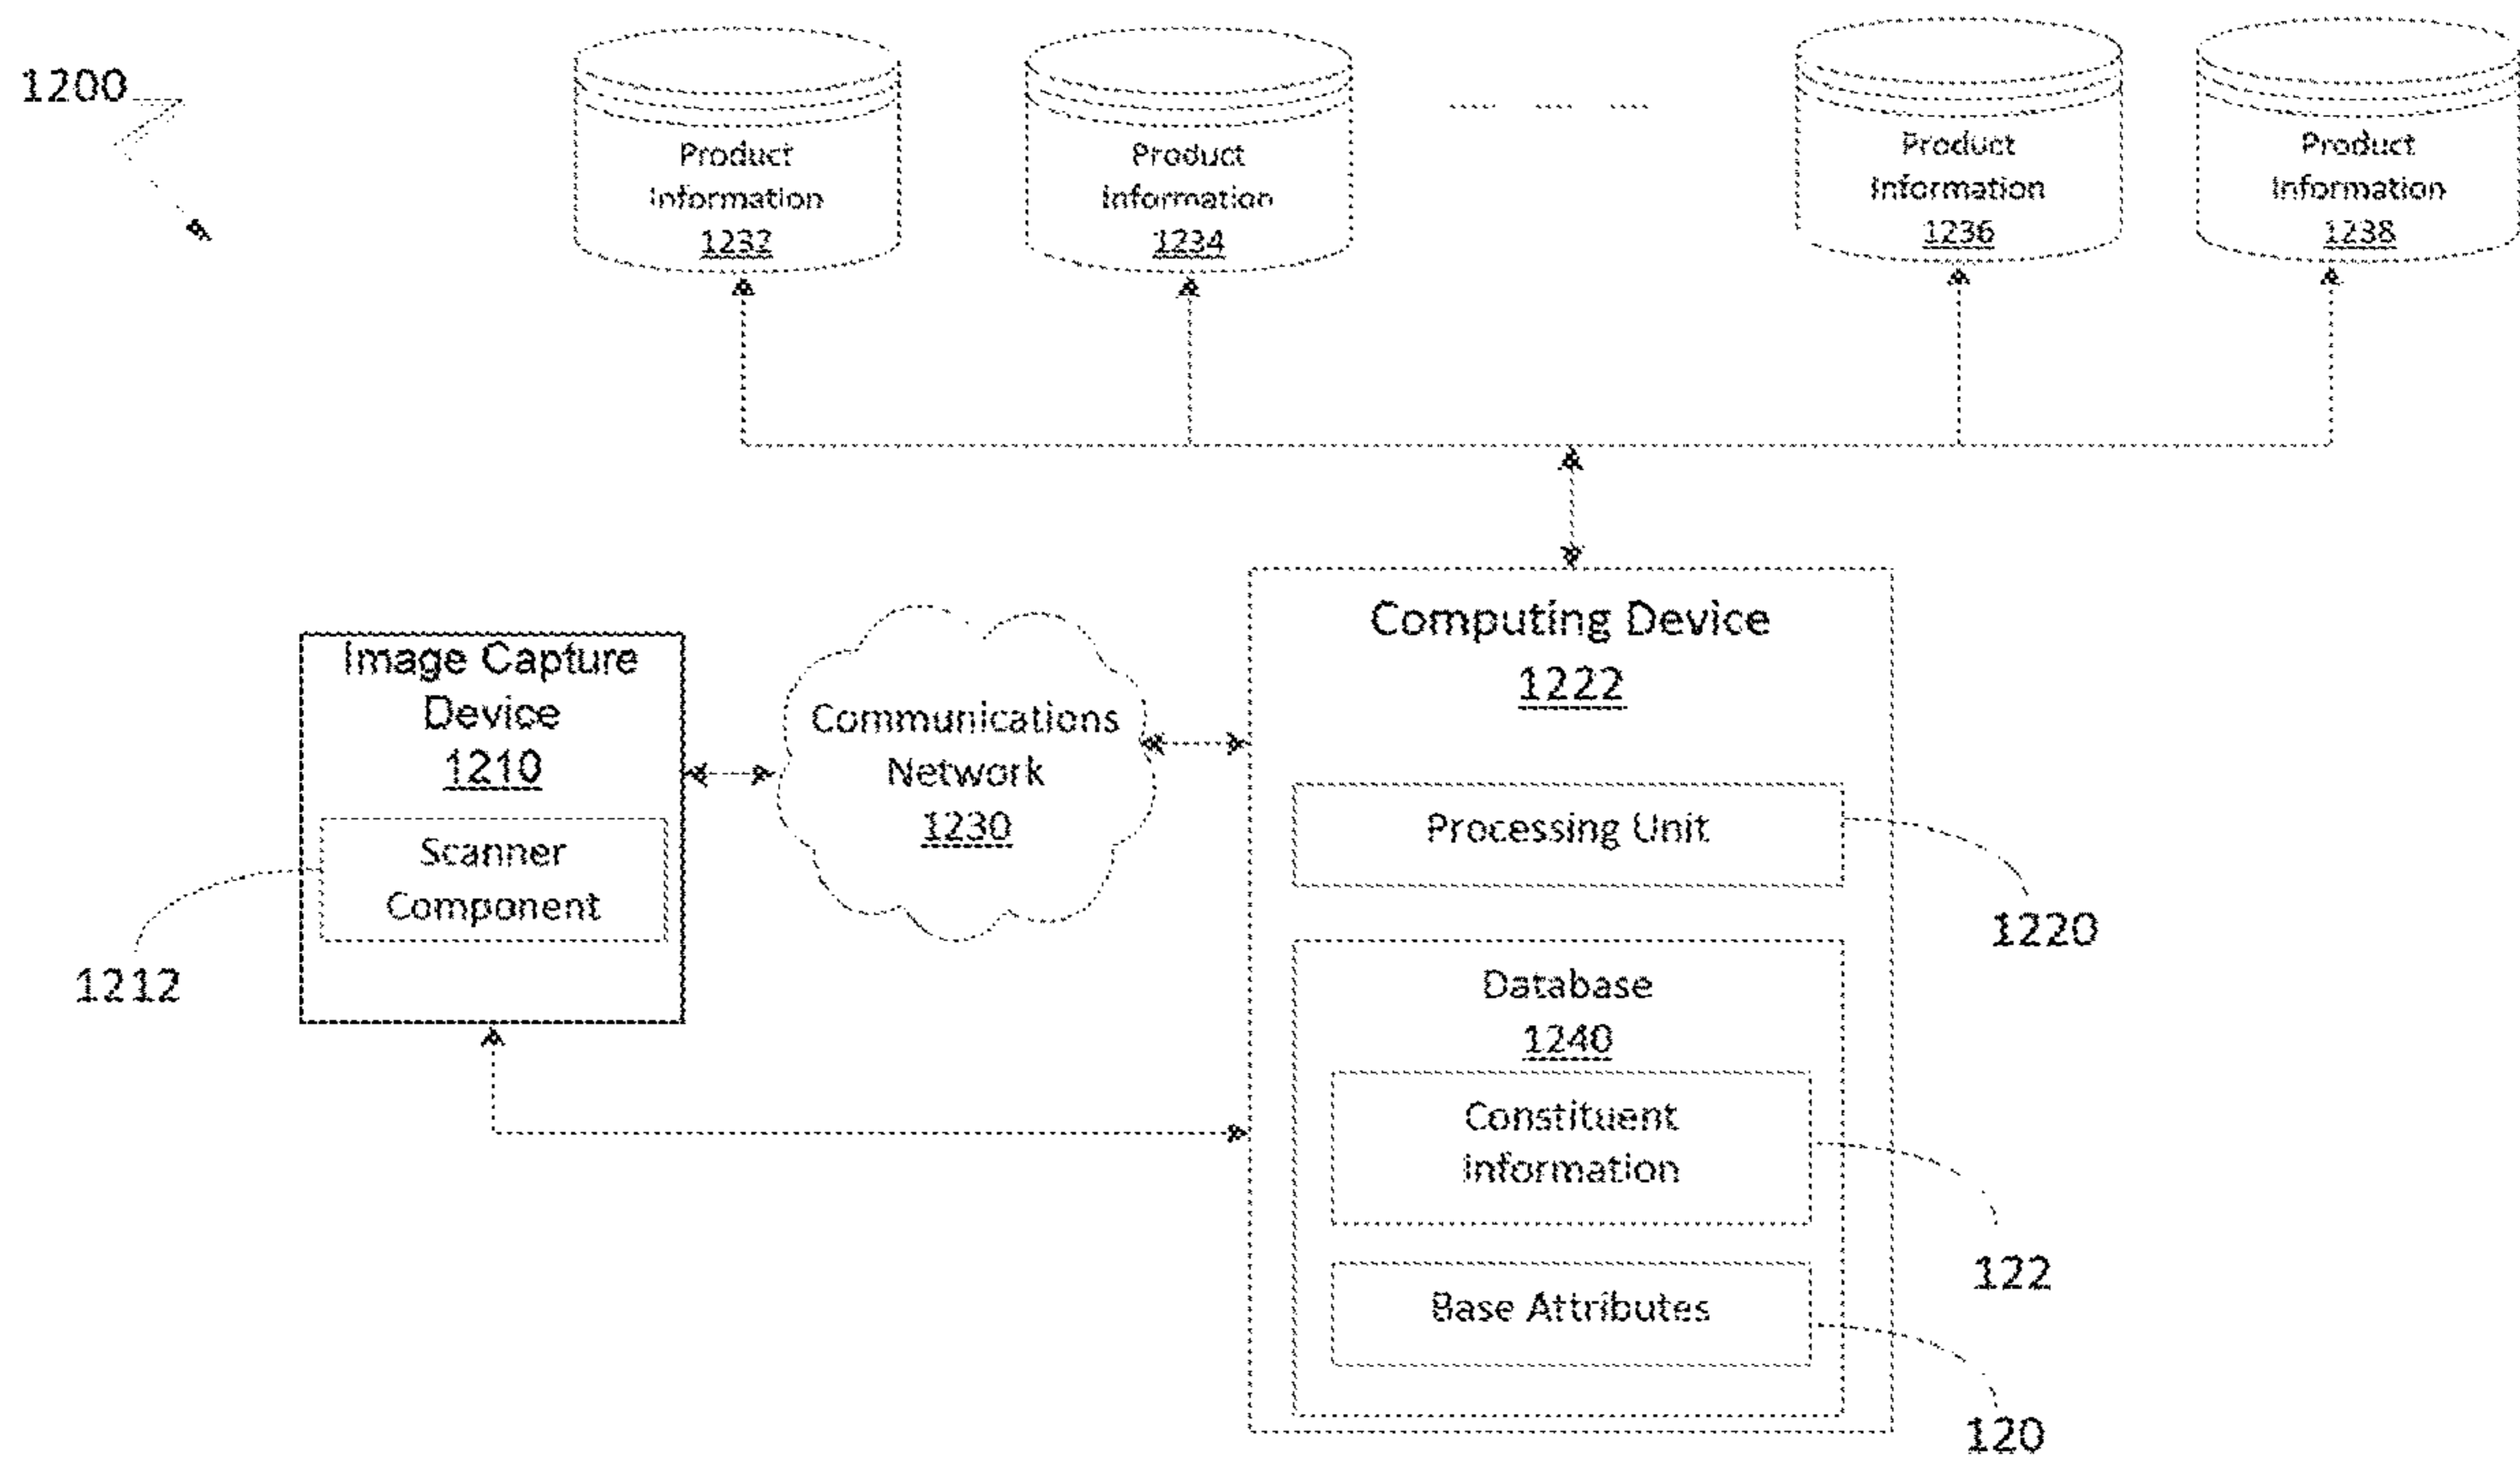 1200
Product
Information
1232
Product
Information
1234
Product
Information
1236
Product
Information
1238
Image Capture
Device
1210
Scanner
Component
1212
Communications
Network
1230
Computing Device
1222
Processing Unit
1220
Database
1240
Constituent
Information
122
Base Attributes
120